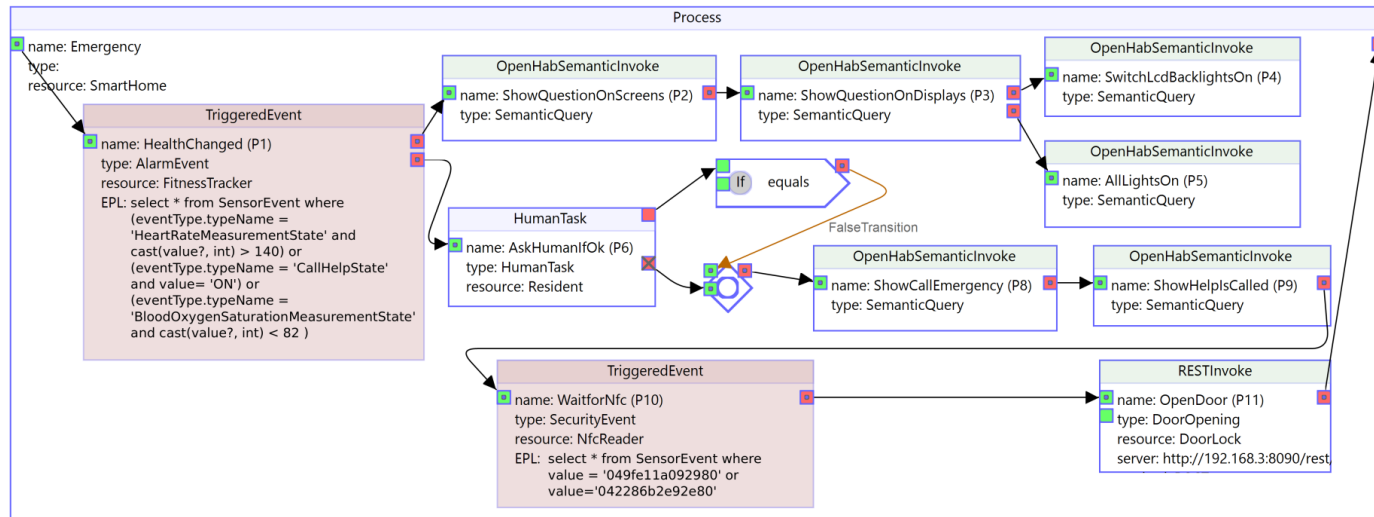 Process
name: Emergency
type:
resource: SmartHome
TriggeredEvent
name: HealthChanged (P1)
type: AlarmEvent
resource: FitnessTracker
EPL: select * from SensorEvent where
(eventType.typeName =
'HeartRateMeasurementState' and
cast(value?, int) > 140) or
(eventType.typeName = 'CallHelpState'
and value= 'ON') or
(eventType.typeName =
'BloodOxygenSaturationMeasurementState'
and cast(value?, int) < 82 )
OpenHabSemanticInvoke
name: ShowQuestionOnScreens (P2)
type: SemanticQuery
OpenHabSemanticInvoke
name: ShowQuestionOnDisplays (P3)
type: SemanticQuery
OpenHabSemanticInvoke
name: SwitchLcdBacklightsOn (P4)
type: SemanticQuery
OpenHabSemanticInvoke
name: AllLightsOn (P5)
type: SemanticQuery
HumanTask
name: AskHumanIfOk (P6)
type: HumanTask
resource: Resident
If equals
FalseTransition
OpenHabSemanticInvoke
name: ShowCallEmergency (P8)
type: SemanticQuery
OpenHabSemanticInvoke
name: ShowHelpIsCalled (P9)
type: SemanticQuery
TriggeredEvent
name: WaitforNfc (P10)
type: SecurityEvent
resource: NfcReader
EPL: select * from SensorEvent where
value = '049fe11a092980' or
value='042286b2e92e80'
RESTInvoke
name: OpenDoor (P11)
type: DoorOpening
resource: DoorLock
server: http://192.168.3:8090/rest/